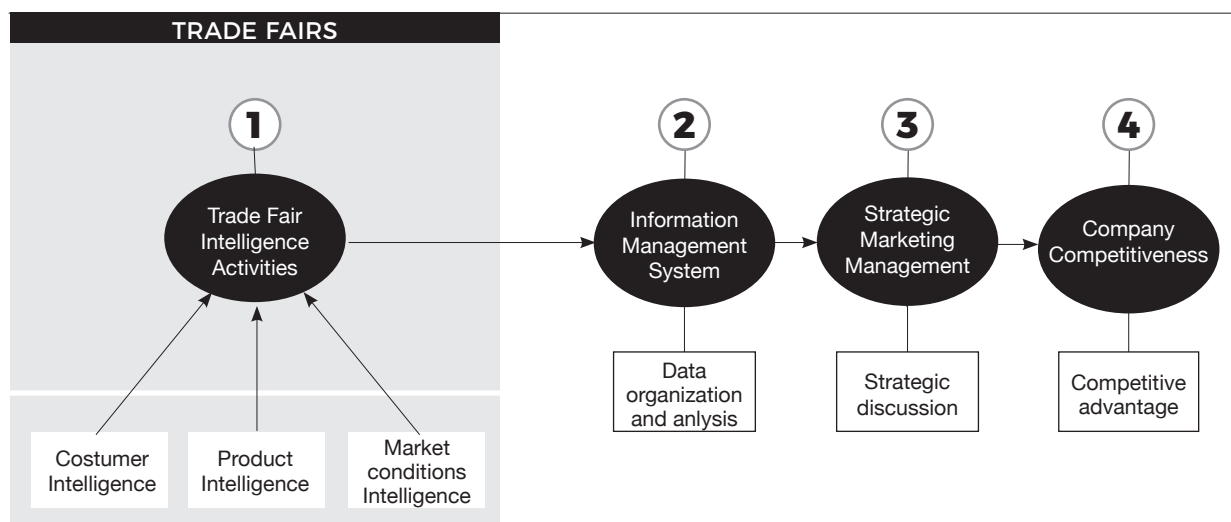 TRADE FAIRS
1
2
3
4
Trade Fair
Intelligence
Activities
Information
Management
System
Strategic
Marketing
Management
Company
Competitiveness
Data
organization
and anlysis
Strategic
discussion
Competitive
advantage
Costumer
Intelligence
Product
Intelligence
Market
conditions
Intelligence